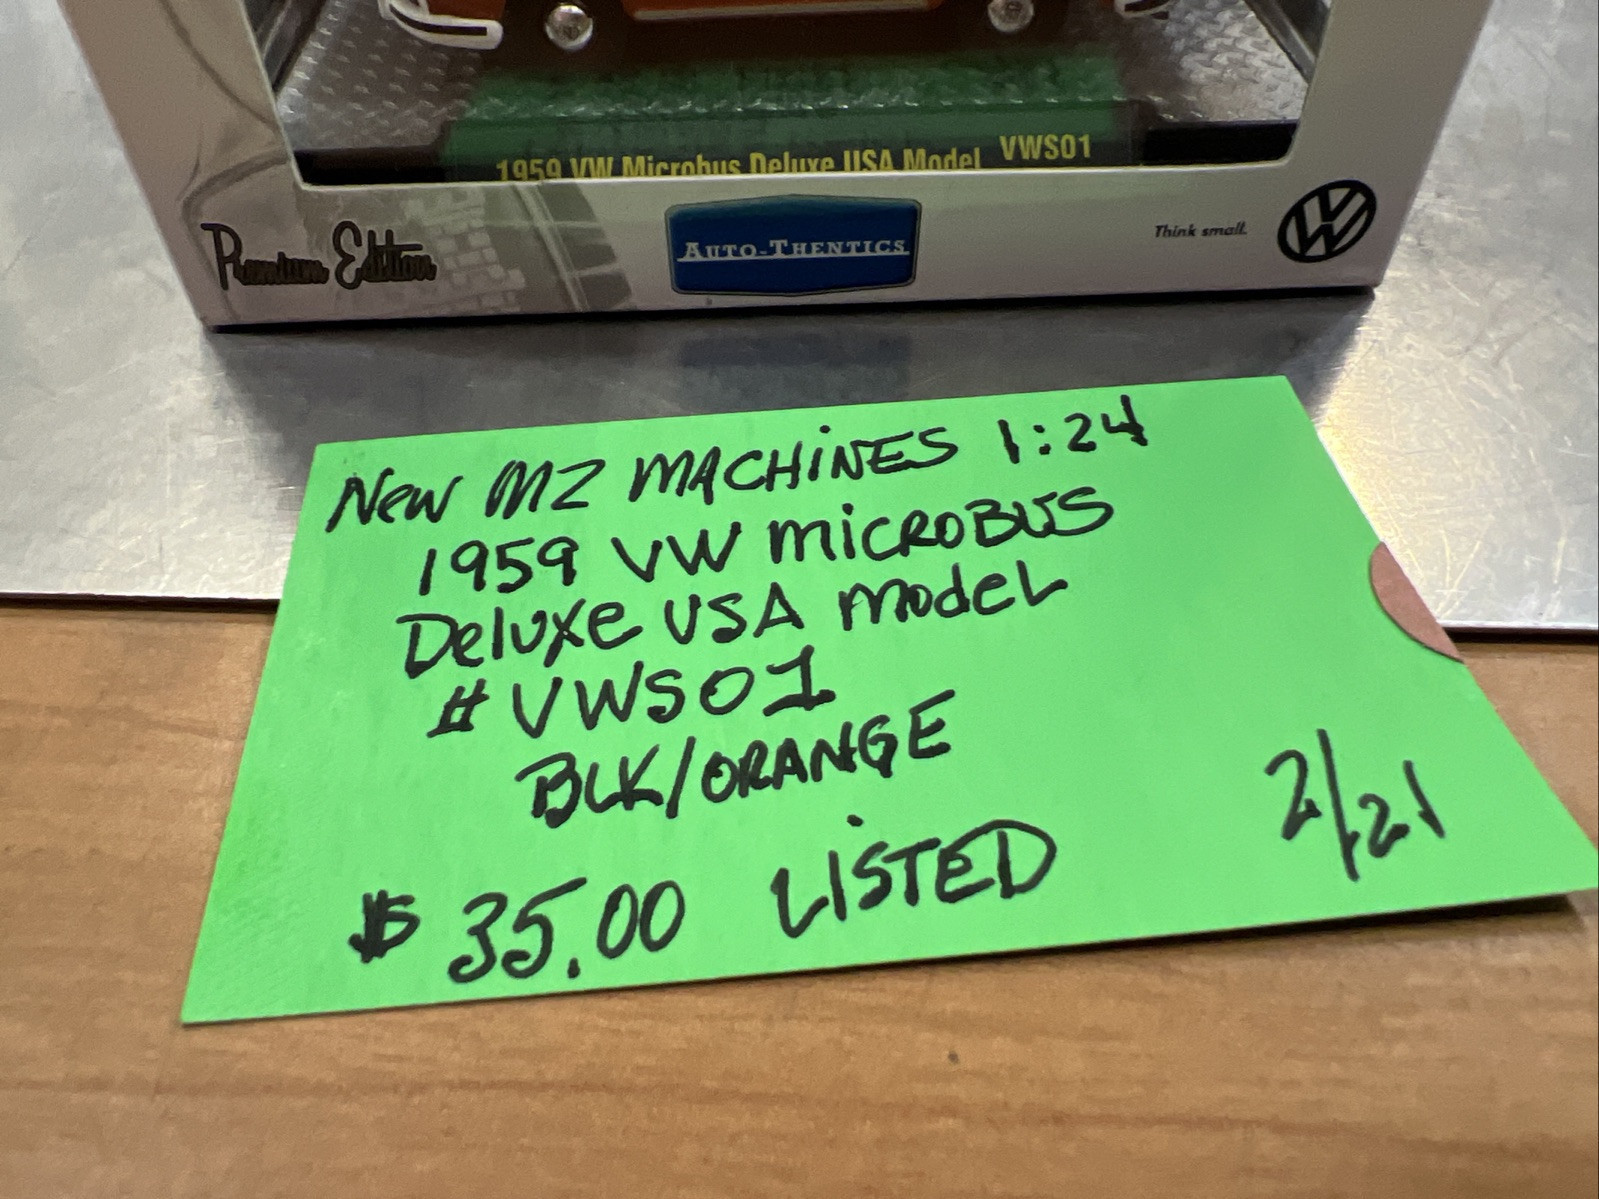 1959 VW Microbus Deluxe USA Model VWS01
Premium Edition
AUTO-THENTICS
Think small.
VW
New M2 MACHiNES 1:24
1959 VW MiCROBUS
Deluxe USA Model
# VWS01
BLK/ORANGE
$ 35.00 LiSTED
2/21